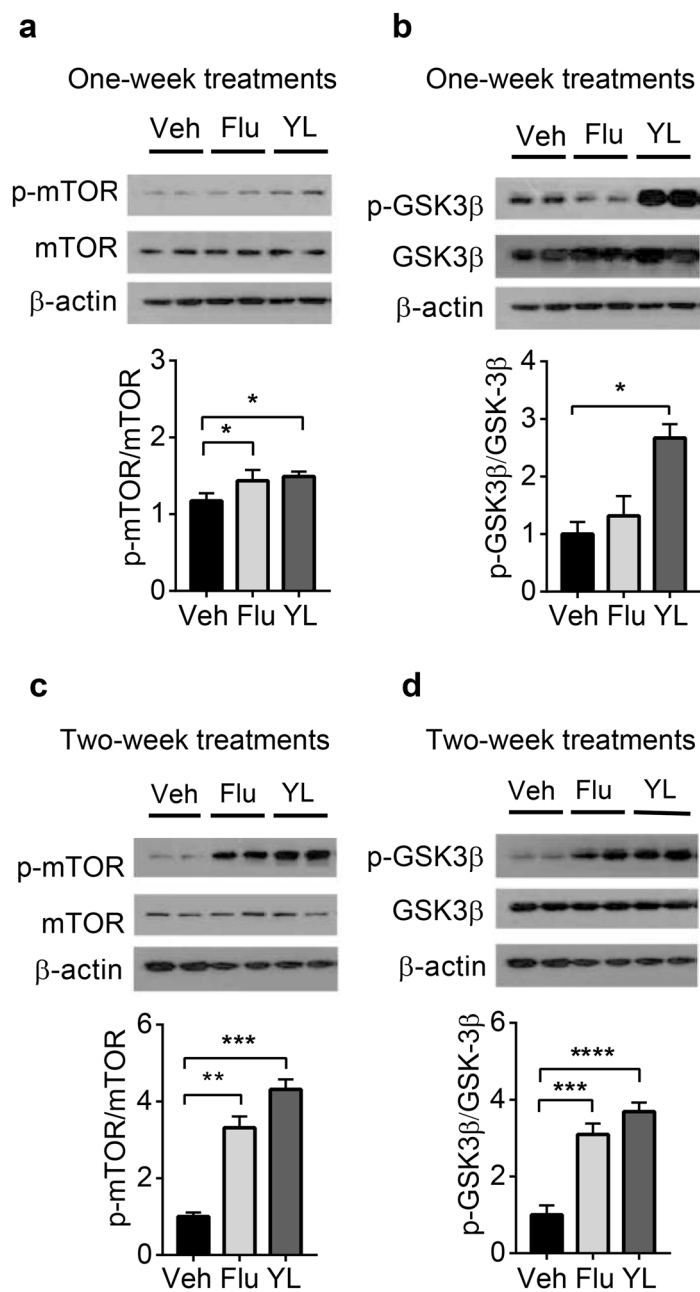 a
One-week treatments
Veh Flu YL
p-mTOR
mTOR
β-actin
p-mTOR/mTOR
3
2
1
0
*
*
Veh Flu YL
b
One-week treatments
Veh Flu YL
p-GSK3β
GSK3β
β-actin
p-GSK3β/GSK-3β
4
3
2
1
0
*
Veh Flu YL
c
Two-week treatments
Veh Flu YL
p-mTOR
mTOR
β-actin
p-mTOR/mTOR
6
4
2
0
***
**
Veh Flu YL
d
Two-week treatments
Veh Flu YL
p-GSK3β
GSK3β
β-actin
p-GSK3β/GSK-3β
6
4
2
0
****
***
Veh Flu YL